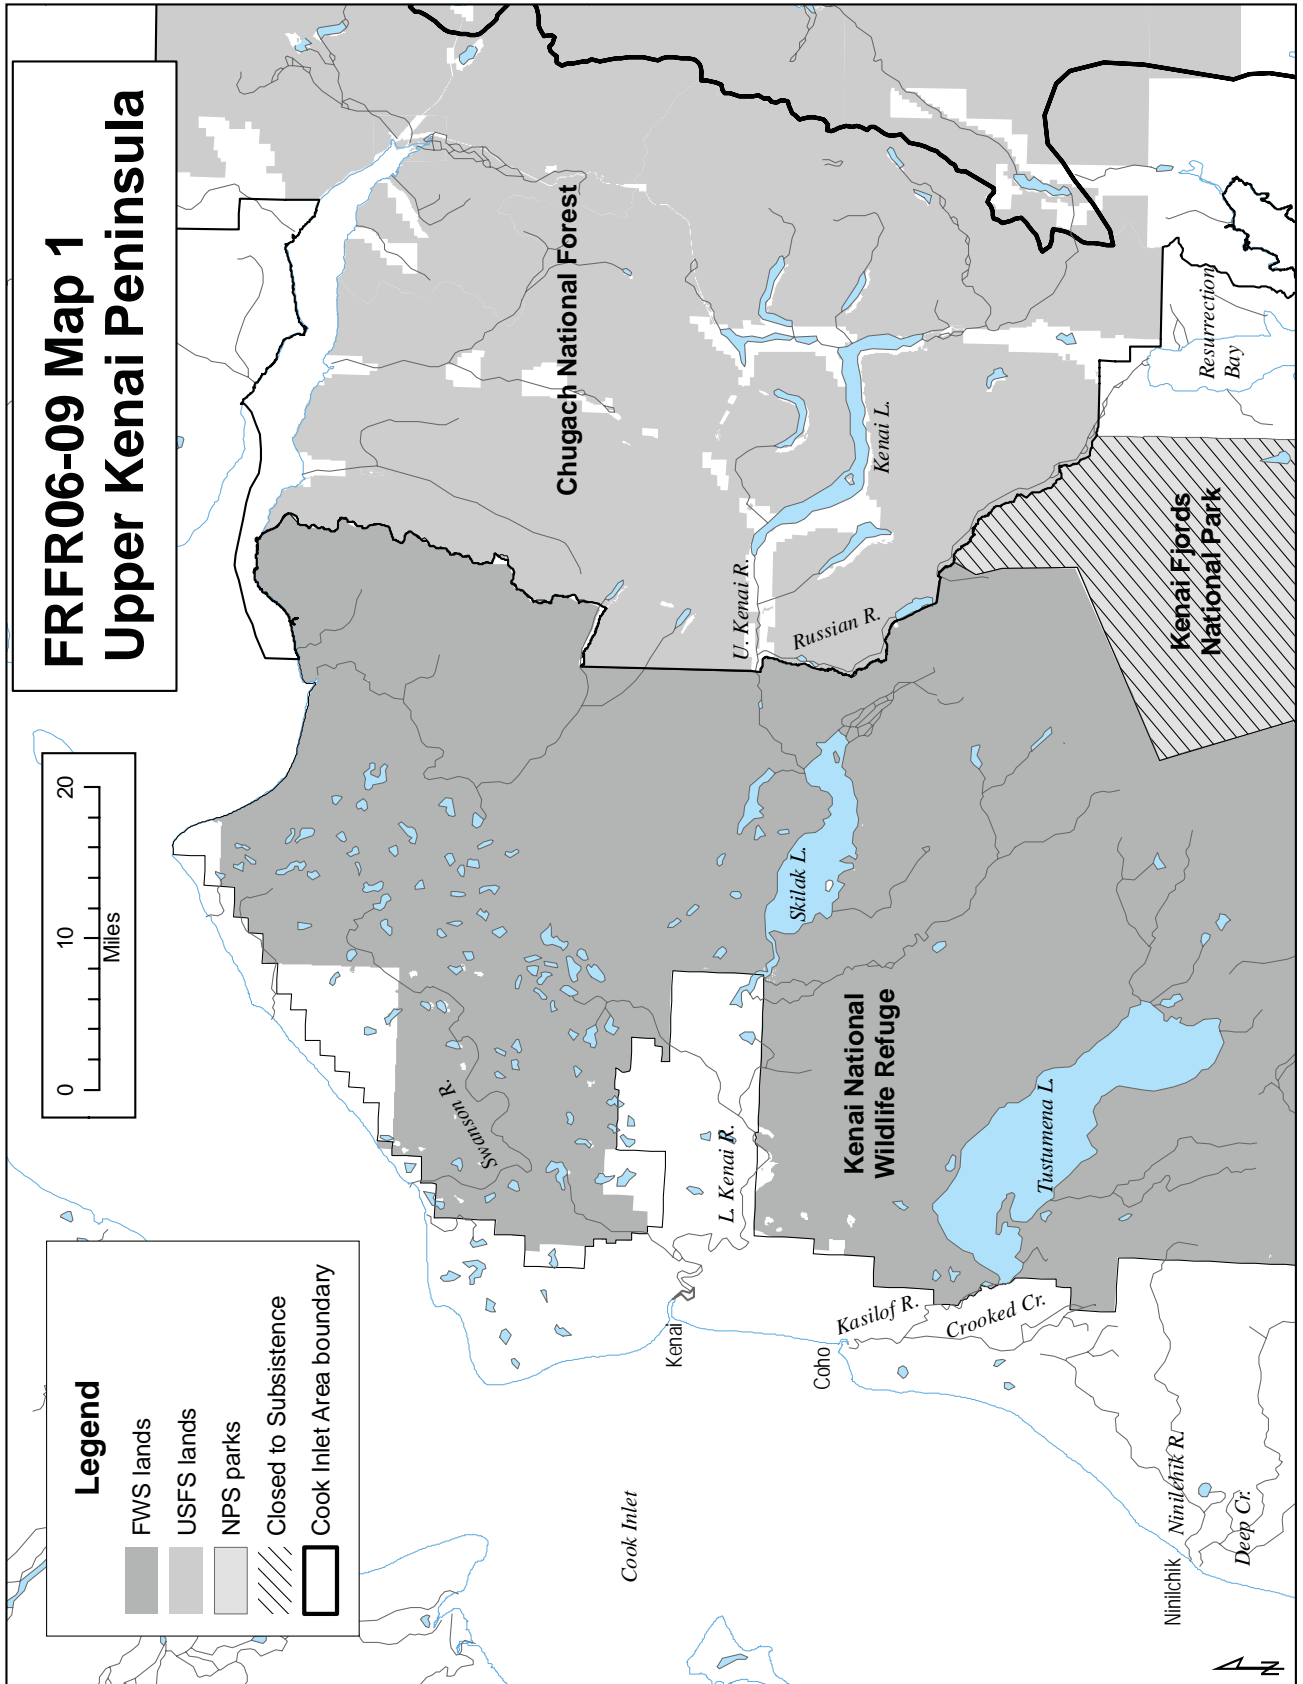 FRFR06-09 Map 1
Upper Kenai Peninsula
0 10 20
Miles
Legend
FWS lands
USFS lands
NPS parks
Closed to Subsistence
Cook Inlet Area boundary
Chugach National Forest
Swanson R.
Cook Inlet
Kenai
L. Kenai R.
U. Kenai R.
Russian R.
Skilak L.
Kenai L.
Coho
Kasilof R.
Kenai National
Wildlife Refuge
Crooked Cr.
Tustumena L.
Ninilchik
Ninilchik R.
Deep Cr.
Kenai Fjords
National Park
Resurrection
Bay
N